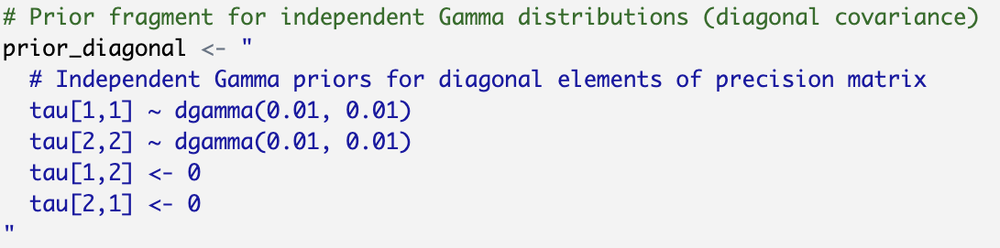 # Prior fragment for independent Gamma distributions (diagonal covariance)
prior_diagonal <- "
  # Independent Gamma priors for diagonal elements of precision matrix
  tau[1,1] ~ dgamma(0.01, 0.01)
  tau[2,2] ~ dgamma(0.01, 0.01)
  tau[1,2] <- 0
  tau[2,1] <- 0
"